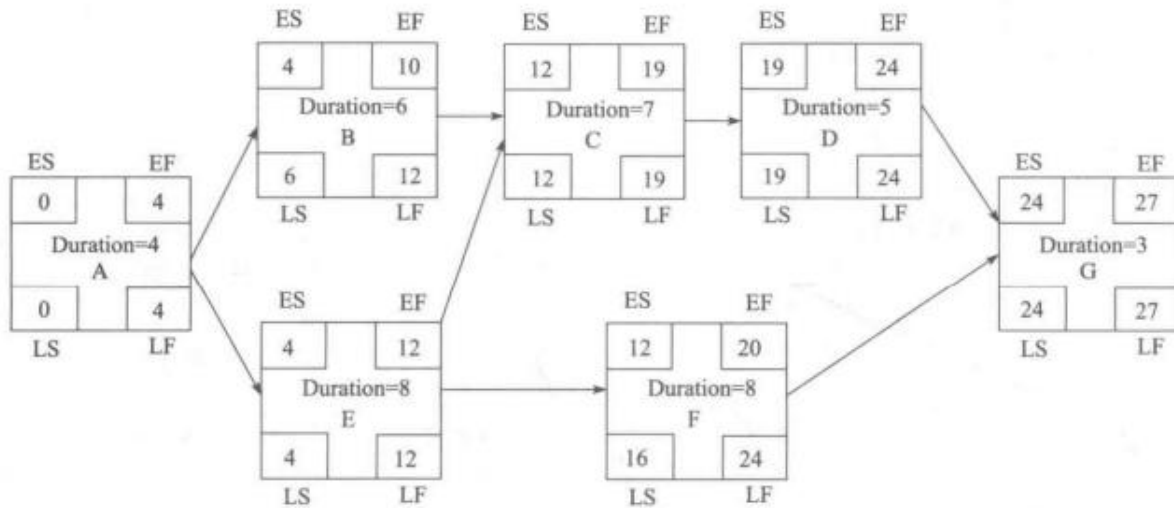 ES EF
4 10
Duration=6
B
6 12
LS LF
ES EF
12 19
Duration=7
C
12 19
LS LF
ES EF
19 24
Duration=5
D
19 24
LS LF
ES EF
0 4
Duration=4
A
0 4
LS LF
ES EF
24 27
Duration=3
G
24 27
LS LF
ES EF
4 12
Duration=8
E
4 12
LS LF
ES EF
12 20
Duration=8
F
16 24
LS LF